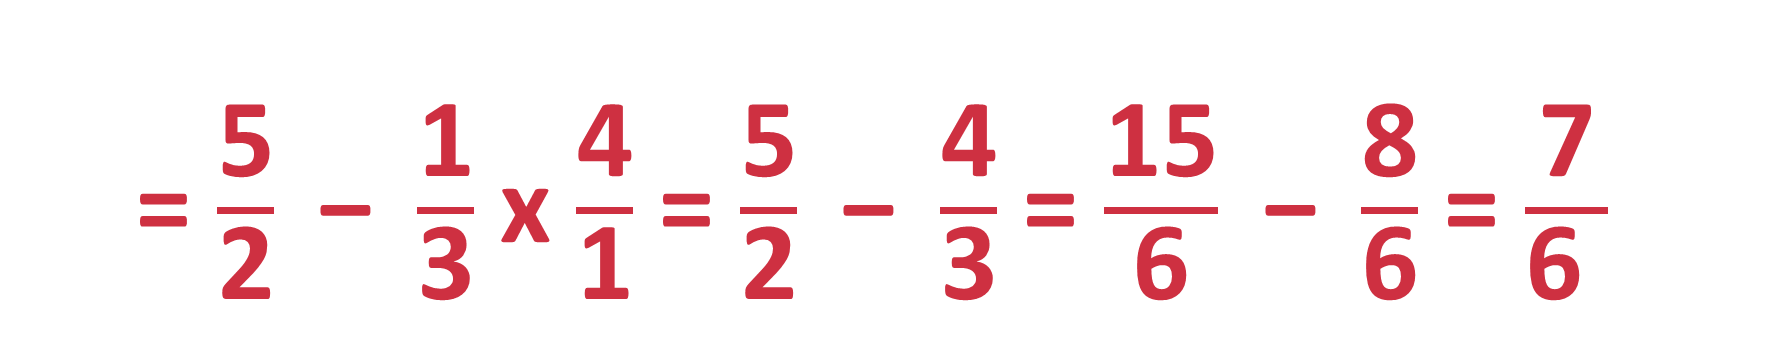 = 5/2 – 1/3 x 4/1 = 5/2 – 4/3 = 15/6 – 8/6 = 7/6